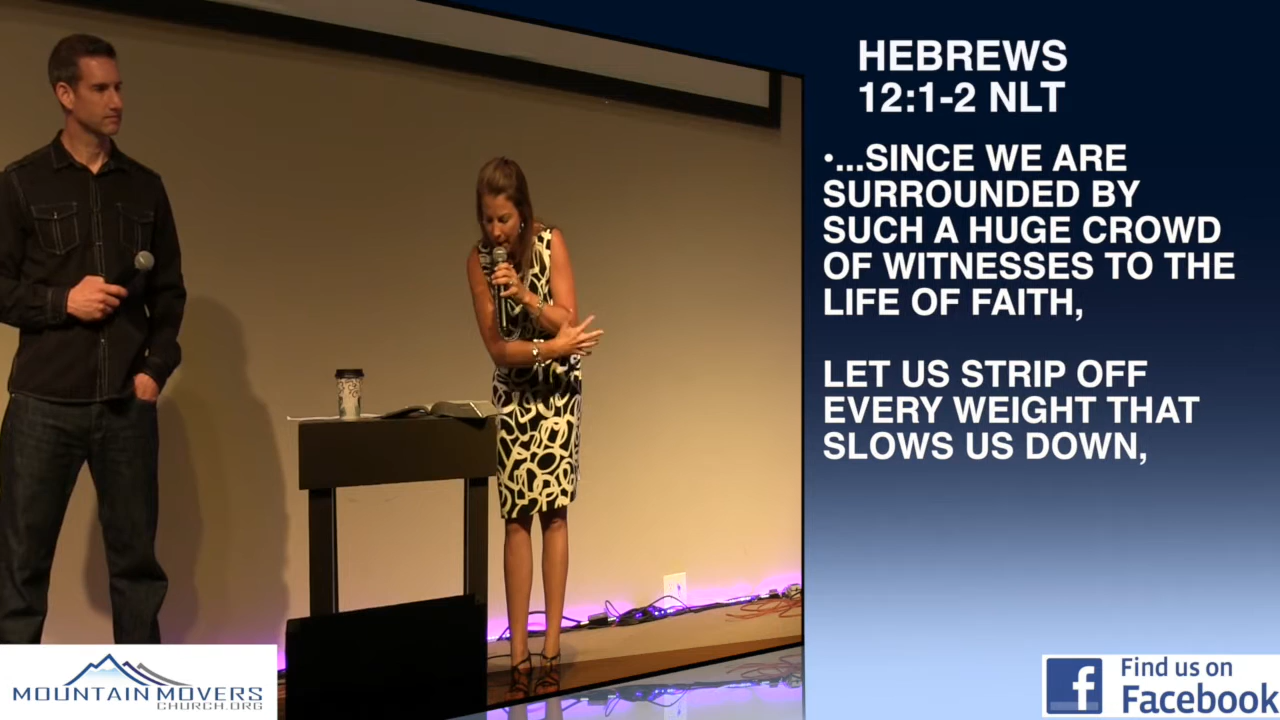 HEBREWS
12:1-2 NLT
•...SINCE WE ARE
SURROUNDED BY
SUCH A HUGE CROWD
OF WITNESSES TO THE
LIFE OF FAITH,
LET US STRIP OFF
EVERY WEIGHT THAT
SLOWS US DOWN,
MOUNTAIN MOVERS
CHURCH.ORG
f Find us on
Facebook